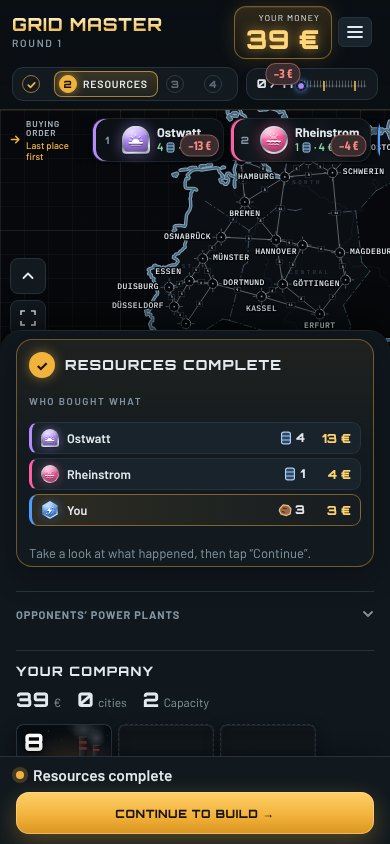 GRID MASTER
ROUND 1
YOUR MONEY
39 €
2 RESOURCES 3 4
-3 €
BUYING ORDER
Last place first
1 Ostwatt
4 -13 €
2 Rheinstrom
1 · 4 -4 €
HAMBURG
SCHWERIN
BREMEN
OSNABRÜCK
HANNOVER
MAGDEBUR
MÜNSTER
ESSEN
DUISBURG
DORTMUND
GÖTTINGEN
DÜSSELDORF
KASSEL
ERFURT
RESOURCES COMPLETE
WHO BOUGHT WHAT
Ostwatt 4 13 €
Rheinstrom 1 4 €
You 3 3 €
Take a look at what happened, then tap “Continue”.
OPPONENTS’ POWER PLANTS
YOUR COMPANY
39 € 0 cities 2 Capacity
8
Resources complete
CONTINUE TO BUILD →